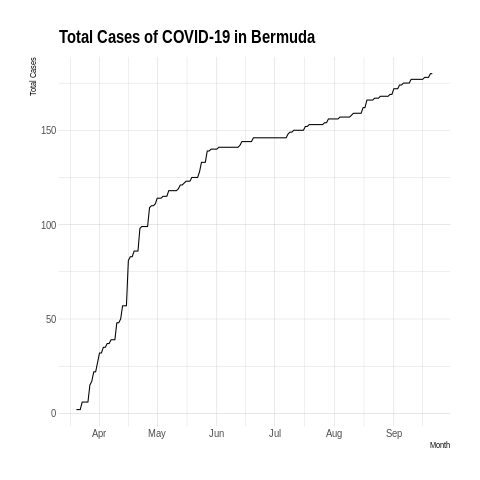 Total Cases of COVID-19 in Bermuda
Total Cases
150
100
50
0
Apr May Jun Jul Aug Sep
Month